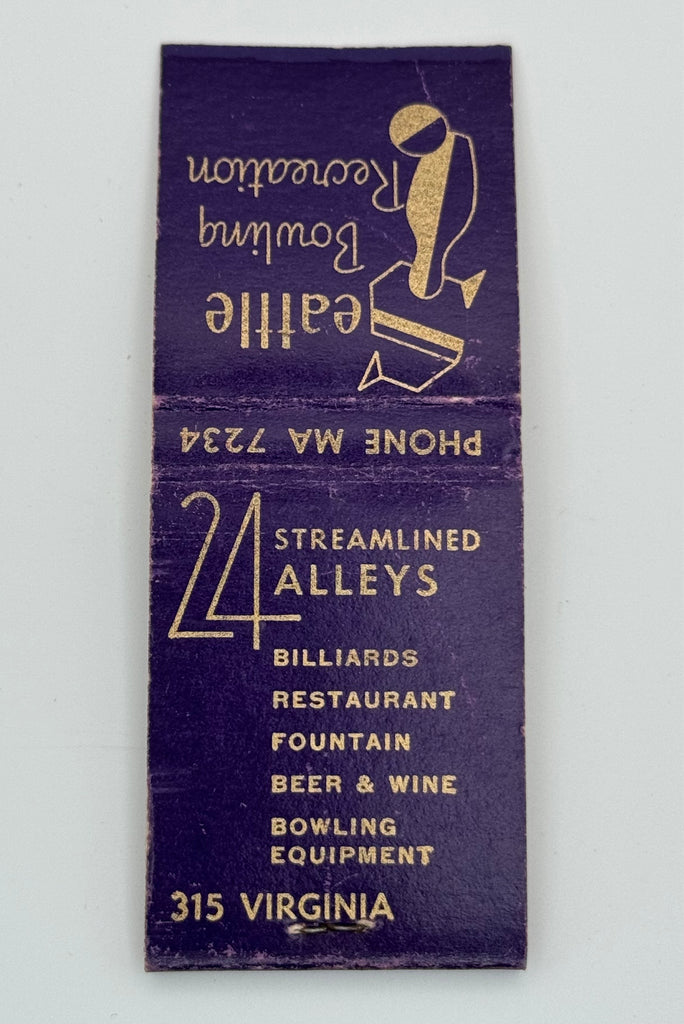 Seattle
Bowling
Recreation
PHONE MA 7234
24 STREAMLINED
ALLEYS
BILLIARDS
RESTAURANT
FOUNTAIN
BEER & WINE
BOWLING
EQUIPMENT
315 VIRGINIA